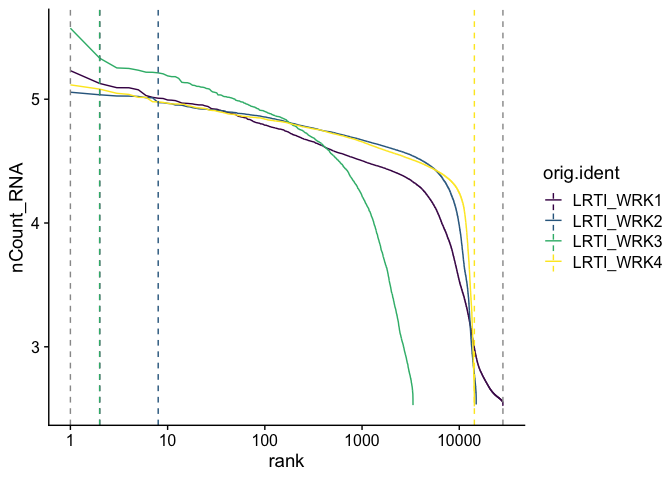 nCount_RNA
5
4
3
1
10
100
1000
10000
rank
orig.ident
LRTI_WRK1
LRTI_WRK2
LRTI_WRK3
LRTI_WRK4